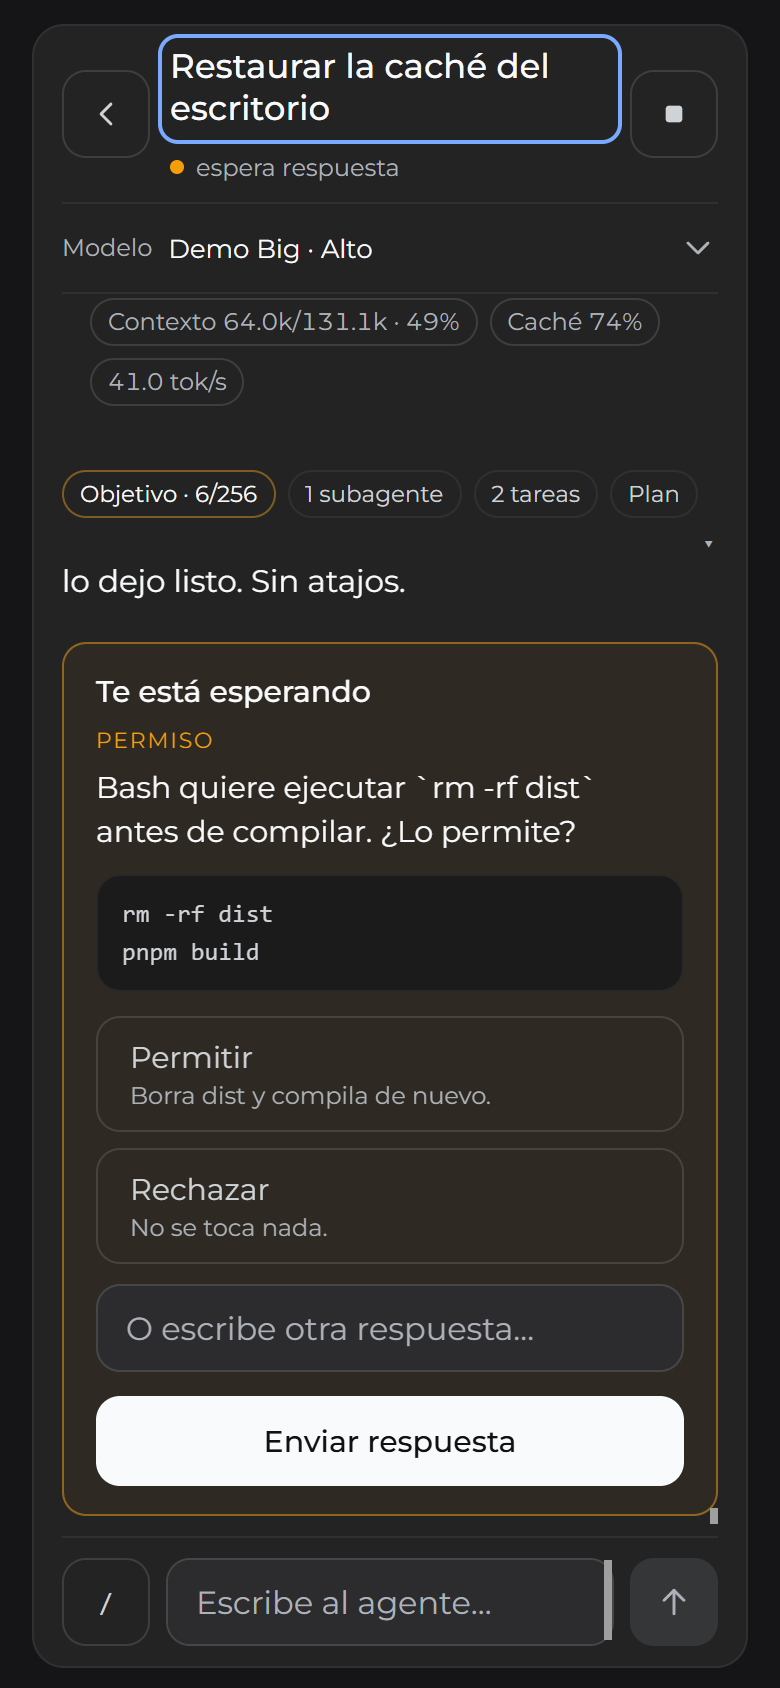 Restaurar la caché del
escritorio
espera respuesta
Modelo Demo Big · Alto
Contexto 64.0k/131.1k · 49% Caché 74%
41.0 tok/s
Objetivo · 6/256 1 subagente 2 tareas Plan
lo dejo listo. Sin atajos.
Te está esperando
PERMISO
Bash quiere ejecutar `rm -rf dist`
antes de compilar. ¿Lo permite?
rm -rf dist
pnpm build
Permitir
Borra dist y compila de nuevo.
Rechazar
No se toca nada.
O escribe otra respuesta...
Enviar respuesta
/ Escribe al agente...